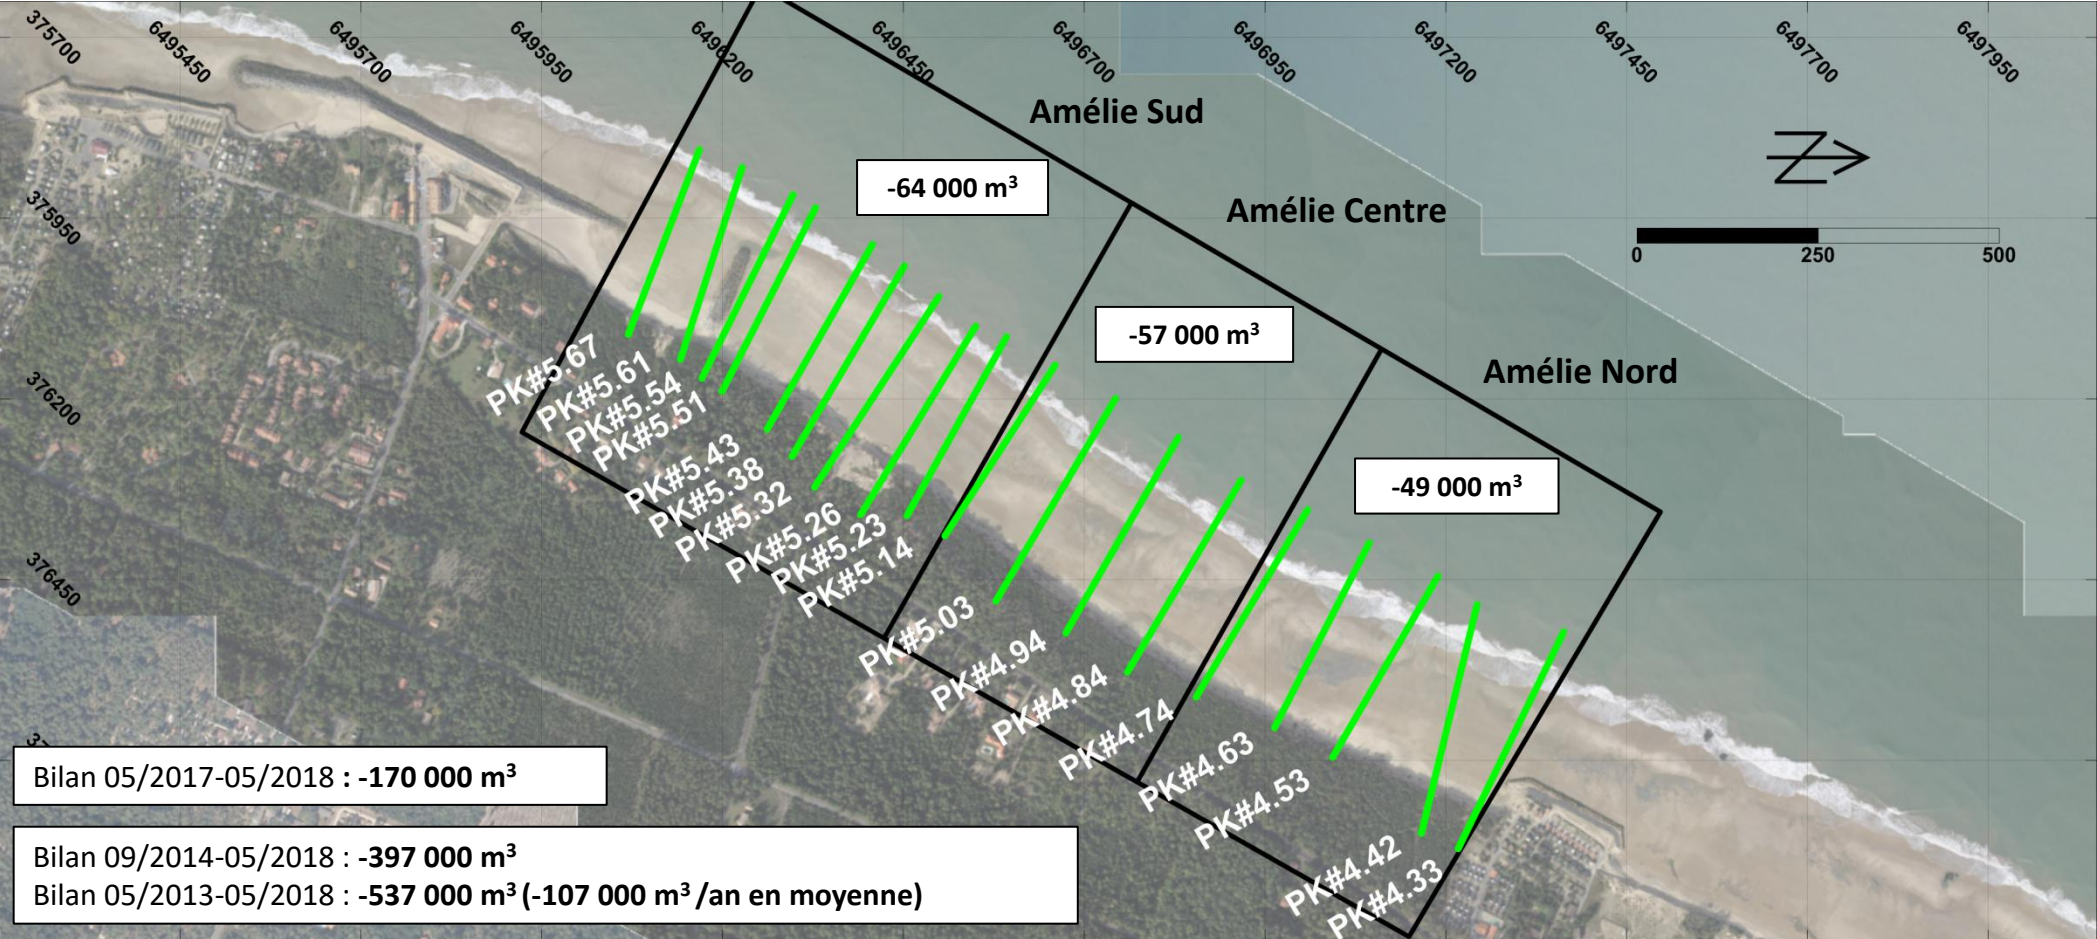 375700
6495450
6495700
6495950
6496200
6496450
6496700
6496950
6497200
6497450
6497700
6497950
Amélie Sud
-64 000 m³
Amélie Centre
375950
0 250 500
-57 000 m³
Amélie Nord
376200
-49 000 m³
376450
PK#5.67
PK#5.61
PK#5.54
PK#5.51
PK#5.43
PK#5.38
PK#5.32
PK#5.26
PK#5.23
PK#5.14
PK#5.03
PK#4.94
PK#4.84
PK#4.74
PK#4.63
PK#4.53
PK#4.42
PK#4.33
Bilan 05/2017-05/2018 : -170 000 m³
Bilan 09/2014-05/2018 : -397 000 m³
Bilan 05/2013-05/2018 : -537 000 m³ (-107 000 m³ /an en moyenne)